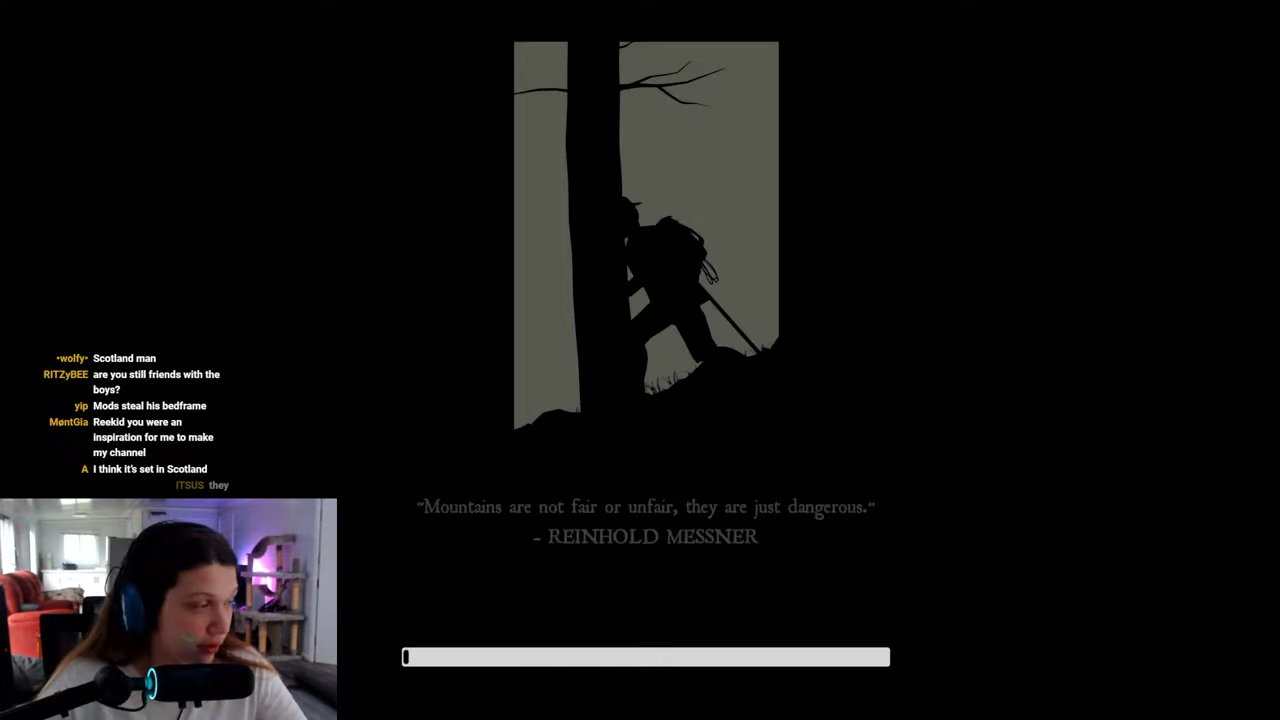 •wolfy• Scotland man
RITZyBEE are you still friends with the
boys?
yip Mods steal his bedframe
MøntGia Reekid you were an
inspiration for me to make
my channel
A I think it's set in Scotland
ITSUS they
"Mountains are not fair or unfair, they are just dangerous."
- REINHOLD MESSNER